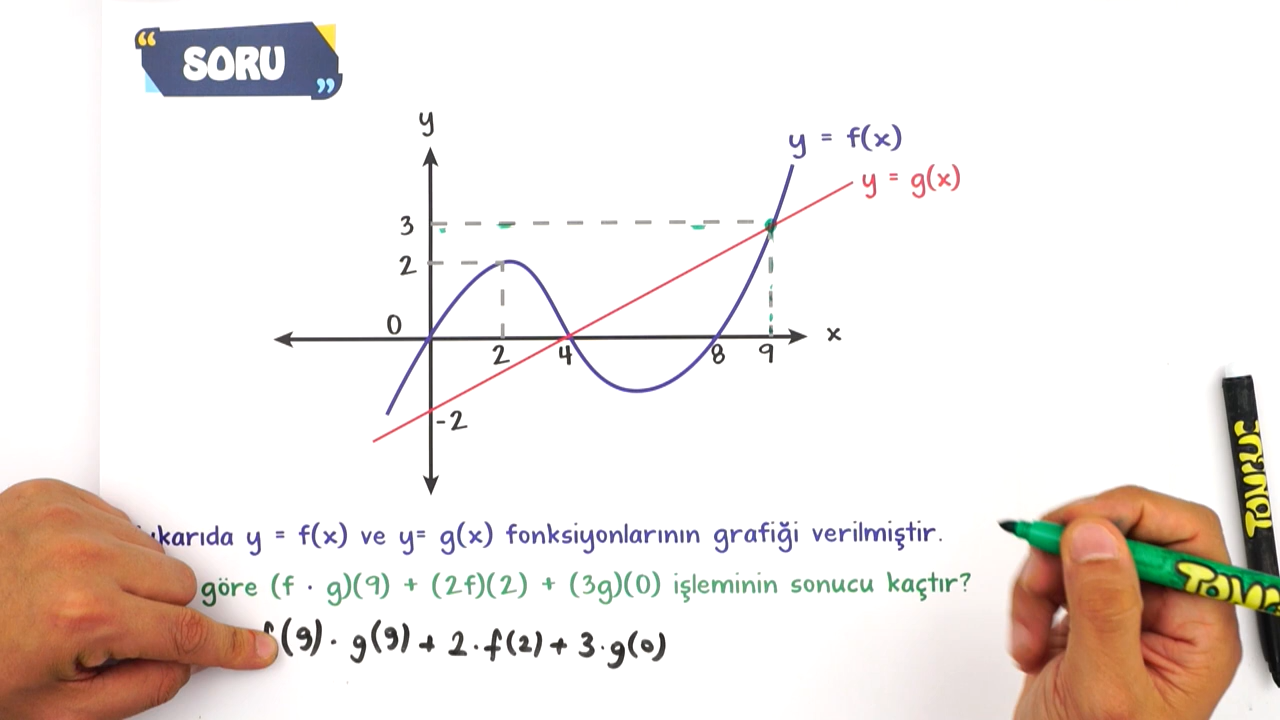 “ SORU ”
y
y = f(x)
y = g(x)
3
2
0
2 4 8 9 x
-2
y = f(x) ve y= g(x) fonksiyonlarının grafiği verilmiştir.
göre (f · g)(9) + (2f)(2) + (3g)(0) işleminin sonucu kaçtır?
(9) · g(9) + 2·f(2) + 3·g(0)